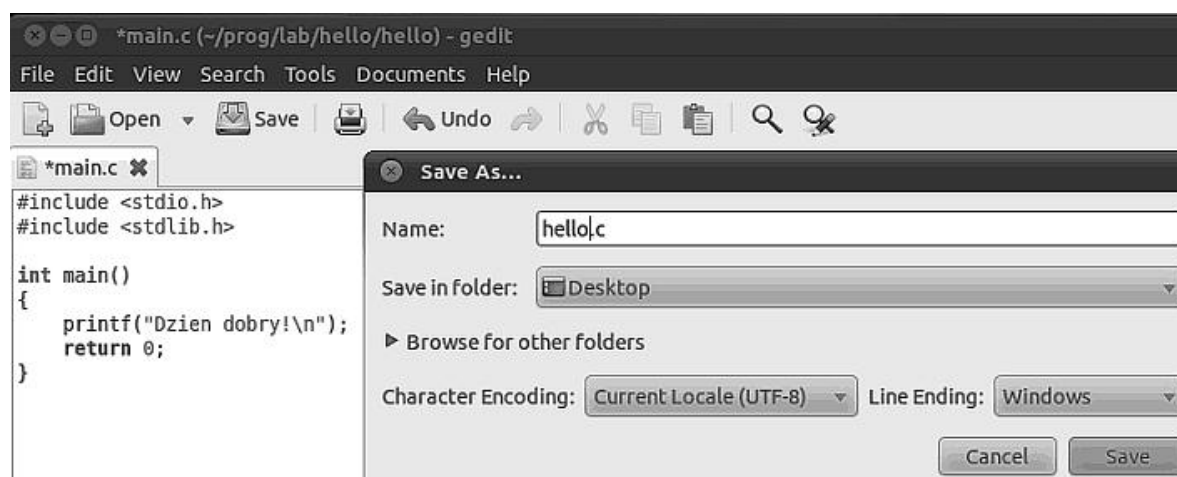 *main.c (~/prog/lab/hello/hello) - gedit
File Edit View Search Tools Documents Help
Open Save Undo
*main.c
#include <stdio.h>
#include <stdlib.h>
int main()
{
    printf("Dzien dobry!\n");
    return 0;
}
Save As...
Name: hello.c
Save in folder: Desktop
Browse for other folders
Character Encoding: Current Locale (UTF-8) Line Ending: Windows
Cancel Save